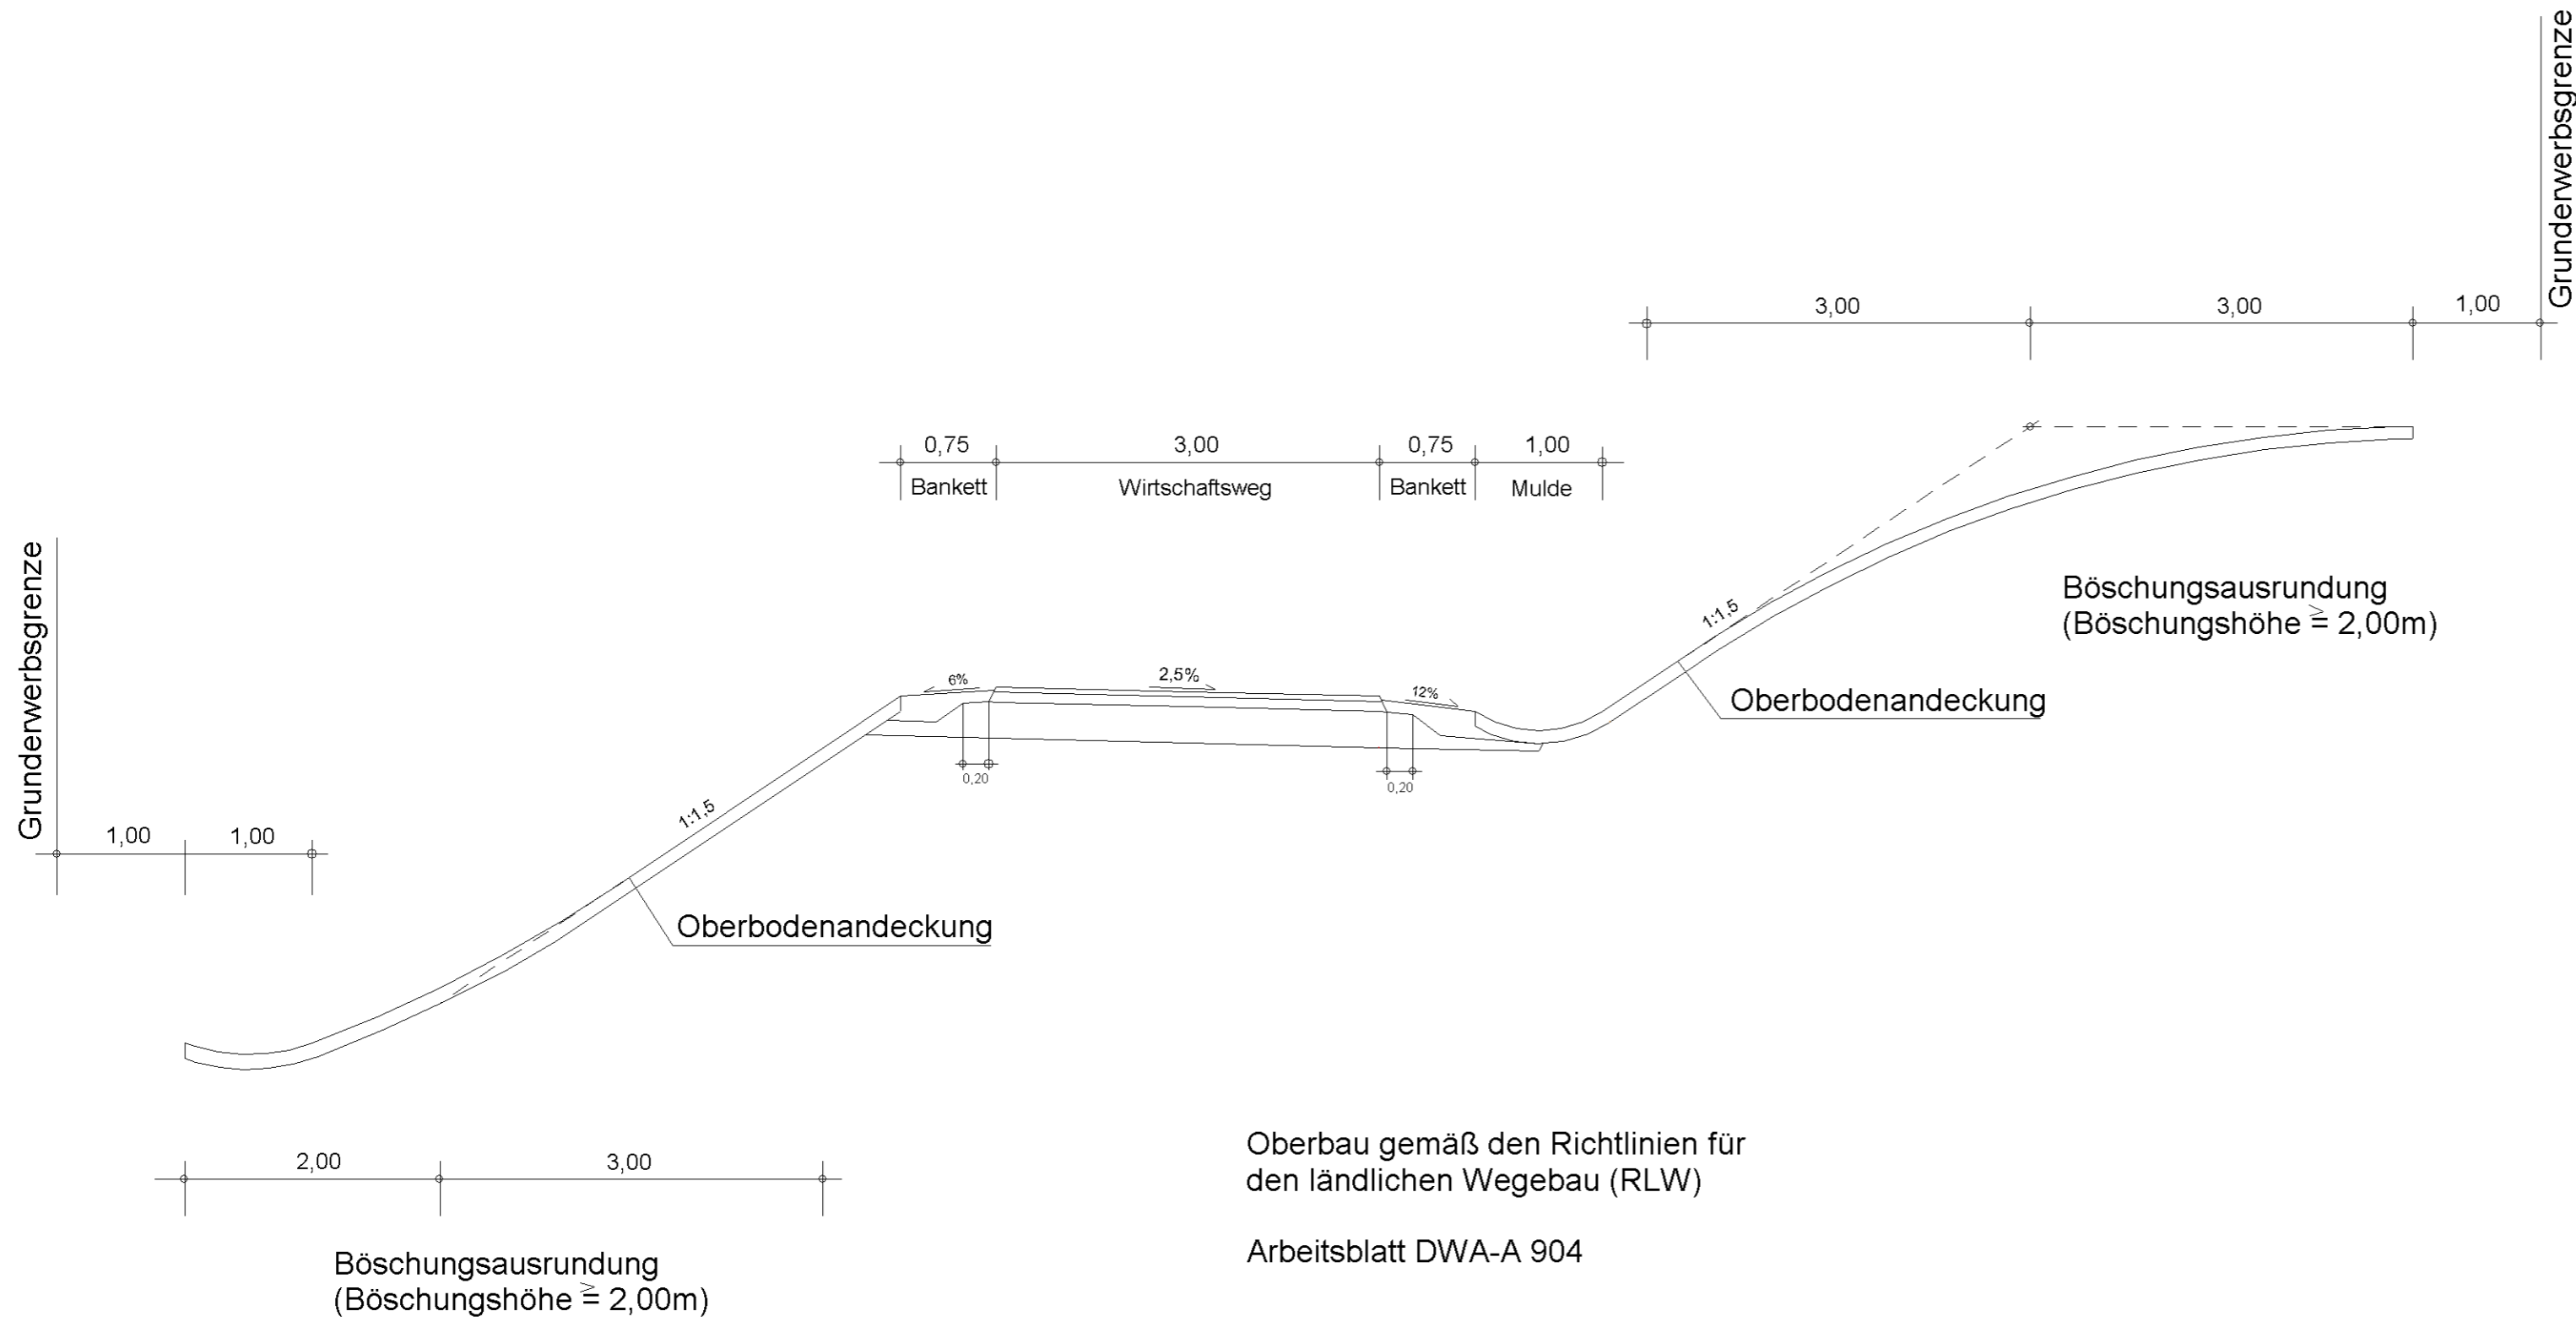 Grunderwerbsgrenze
3,00
3,00
1,00
0,75
3,00
0,75
1,00
Bankett
Wirtschaftsweg
Bankett
Mulde
Grunderwerbsgrenze
Böschungsausrundung
(Böschungshöhe ≥ 2,00m)
1:1,5
Oberbodenandeckung
6%
2,5%
12%
0,20
0,20
1:1,5
1,00
1,00
Oberbodenandeckung
2,00
3,00
Böschungsausrundung
(Böschungshöhe ≥ 2,00m)
Oberbau gemäß den Richtlinien für
den ländlichen Wegebau (RLW)
Arbeitsblatt DWA-A 904